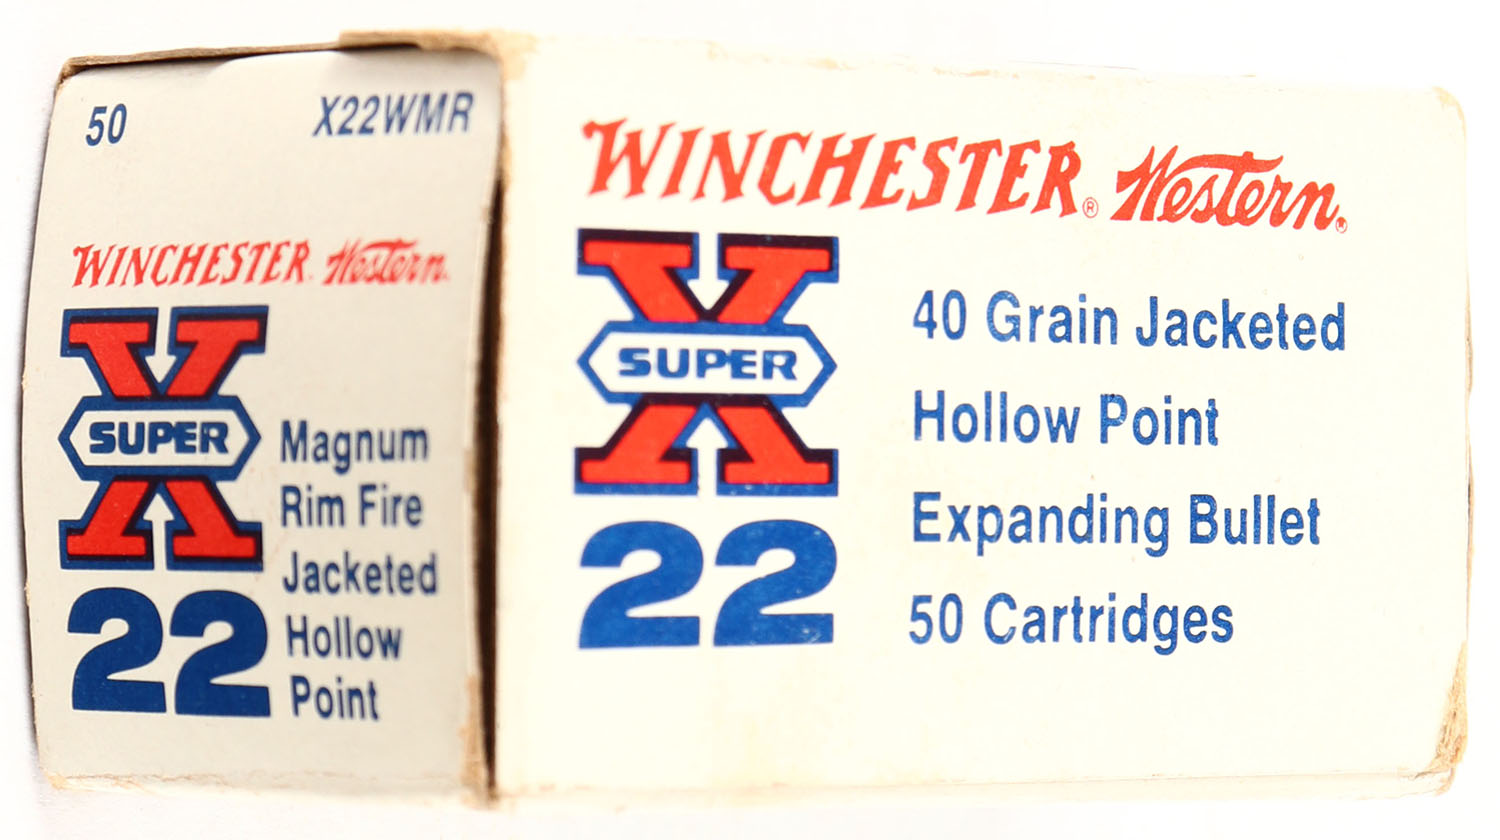 50 X22WMR
WINCHESTER Western
X
SUPER
22
Magnum
Rim Fire
Jacketed
Hollow
Point
WINCHESTER® Western®
X
SUPER
22
40 Grain Jacketed
Hollow Point
Expanding Bullet
50 Cartridges